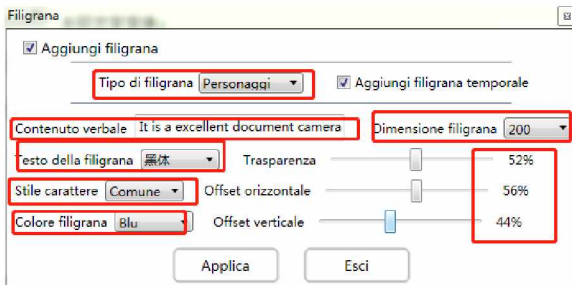 Filigrana
Aggiungi filigrana
Tipo di filigrana Personaggi Aggiungi filigrana temporale
Contenuto verbale It is a excellent document camera Dimensione filigrana 200
Testo della filigrana 黑体 Trasparenza 52%
Stile carattere Comune Offset orizzontale 56%
Colore filigrana Blu Offset verticale 44%
Applica Esci